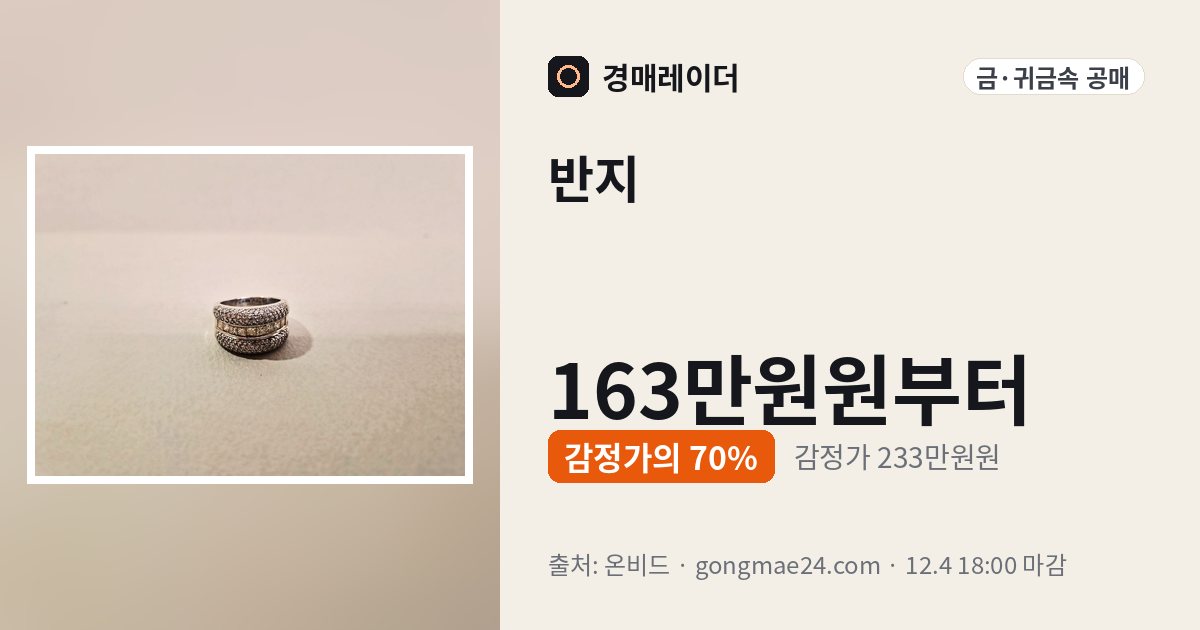 경매레이더
금·귀금속 공매
반지
163만원원부터
감정가의 70%
감정가 233만원원
출처: 온비드 · gongmae24.com · 12.4 18:00 마감